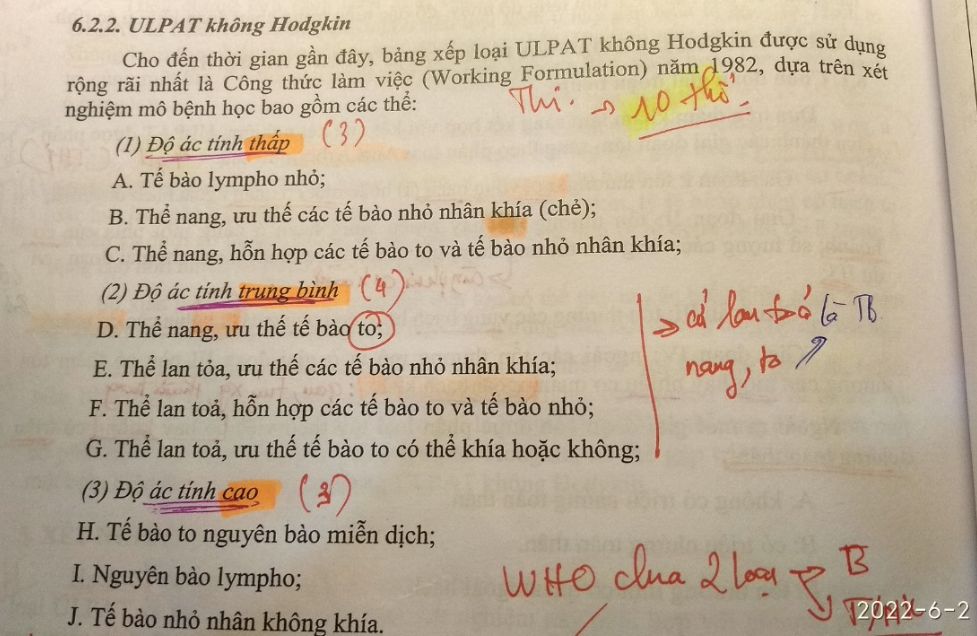 6.2.2. ULPAT không Hodgkin
Cho đến thời gian gần đây, bảng xếp loại ULPAT không Hodgkin được sử dụng
rộng rãi nhất là Công thức làm việc (Working Formulation) năm 1982, dựa trên xét
nghiệm mô bệnh học bao gồm các thể:
Thi. → 10 thể
(1) Độ ác tính thấp (3)
A. Tế bào lympho nhỏ;
B. Thể nang, ưu thế các tế bào nhỏ nhân khía (chẻ);
C. Thể nang, hỗn hợp các tế bào to và tế bào nhỏ nhân khía;
(2) Độ ác tính trung bình (4)
D. Thể nang, ưu thế tế bào to;
→ cả lan toả là TB
nang, to
E. Thể lan tỏa, ưu thế các tế bào nhỏ nhân khía;
F. Thể lan toả, hỗn hợp các tế bào to và tế bào nhỏ;
G. Thể lan toả, ưu thế tế bào to có thể khía hoặc không;
(3) Độ ác tính cao (3)
H. Tế bào to nguyên bào miễn dịch;
I. Nguyên bào lympho;
WHO chia 2 loại B
T/NK
J. Tế bào nhỏ nhân không khía.
2022-6-2